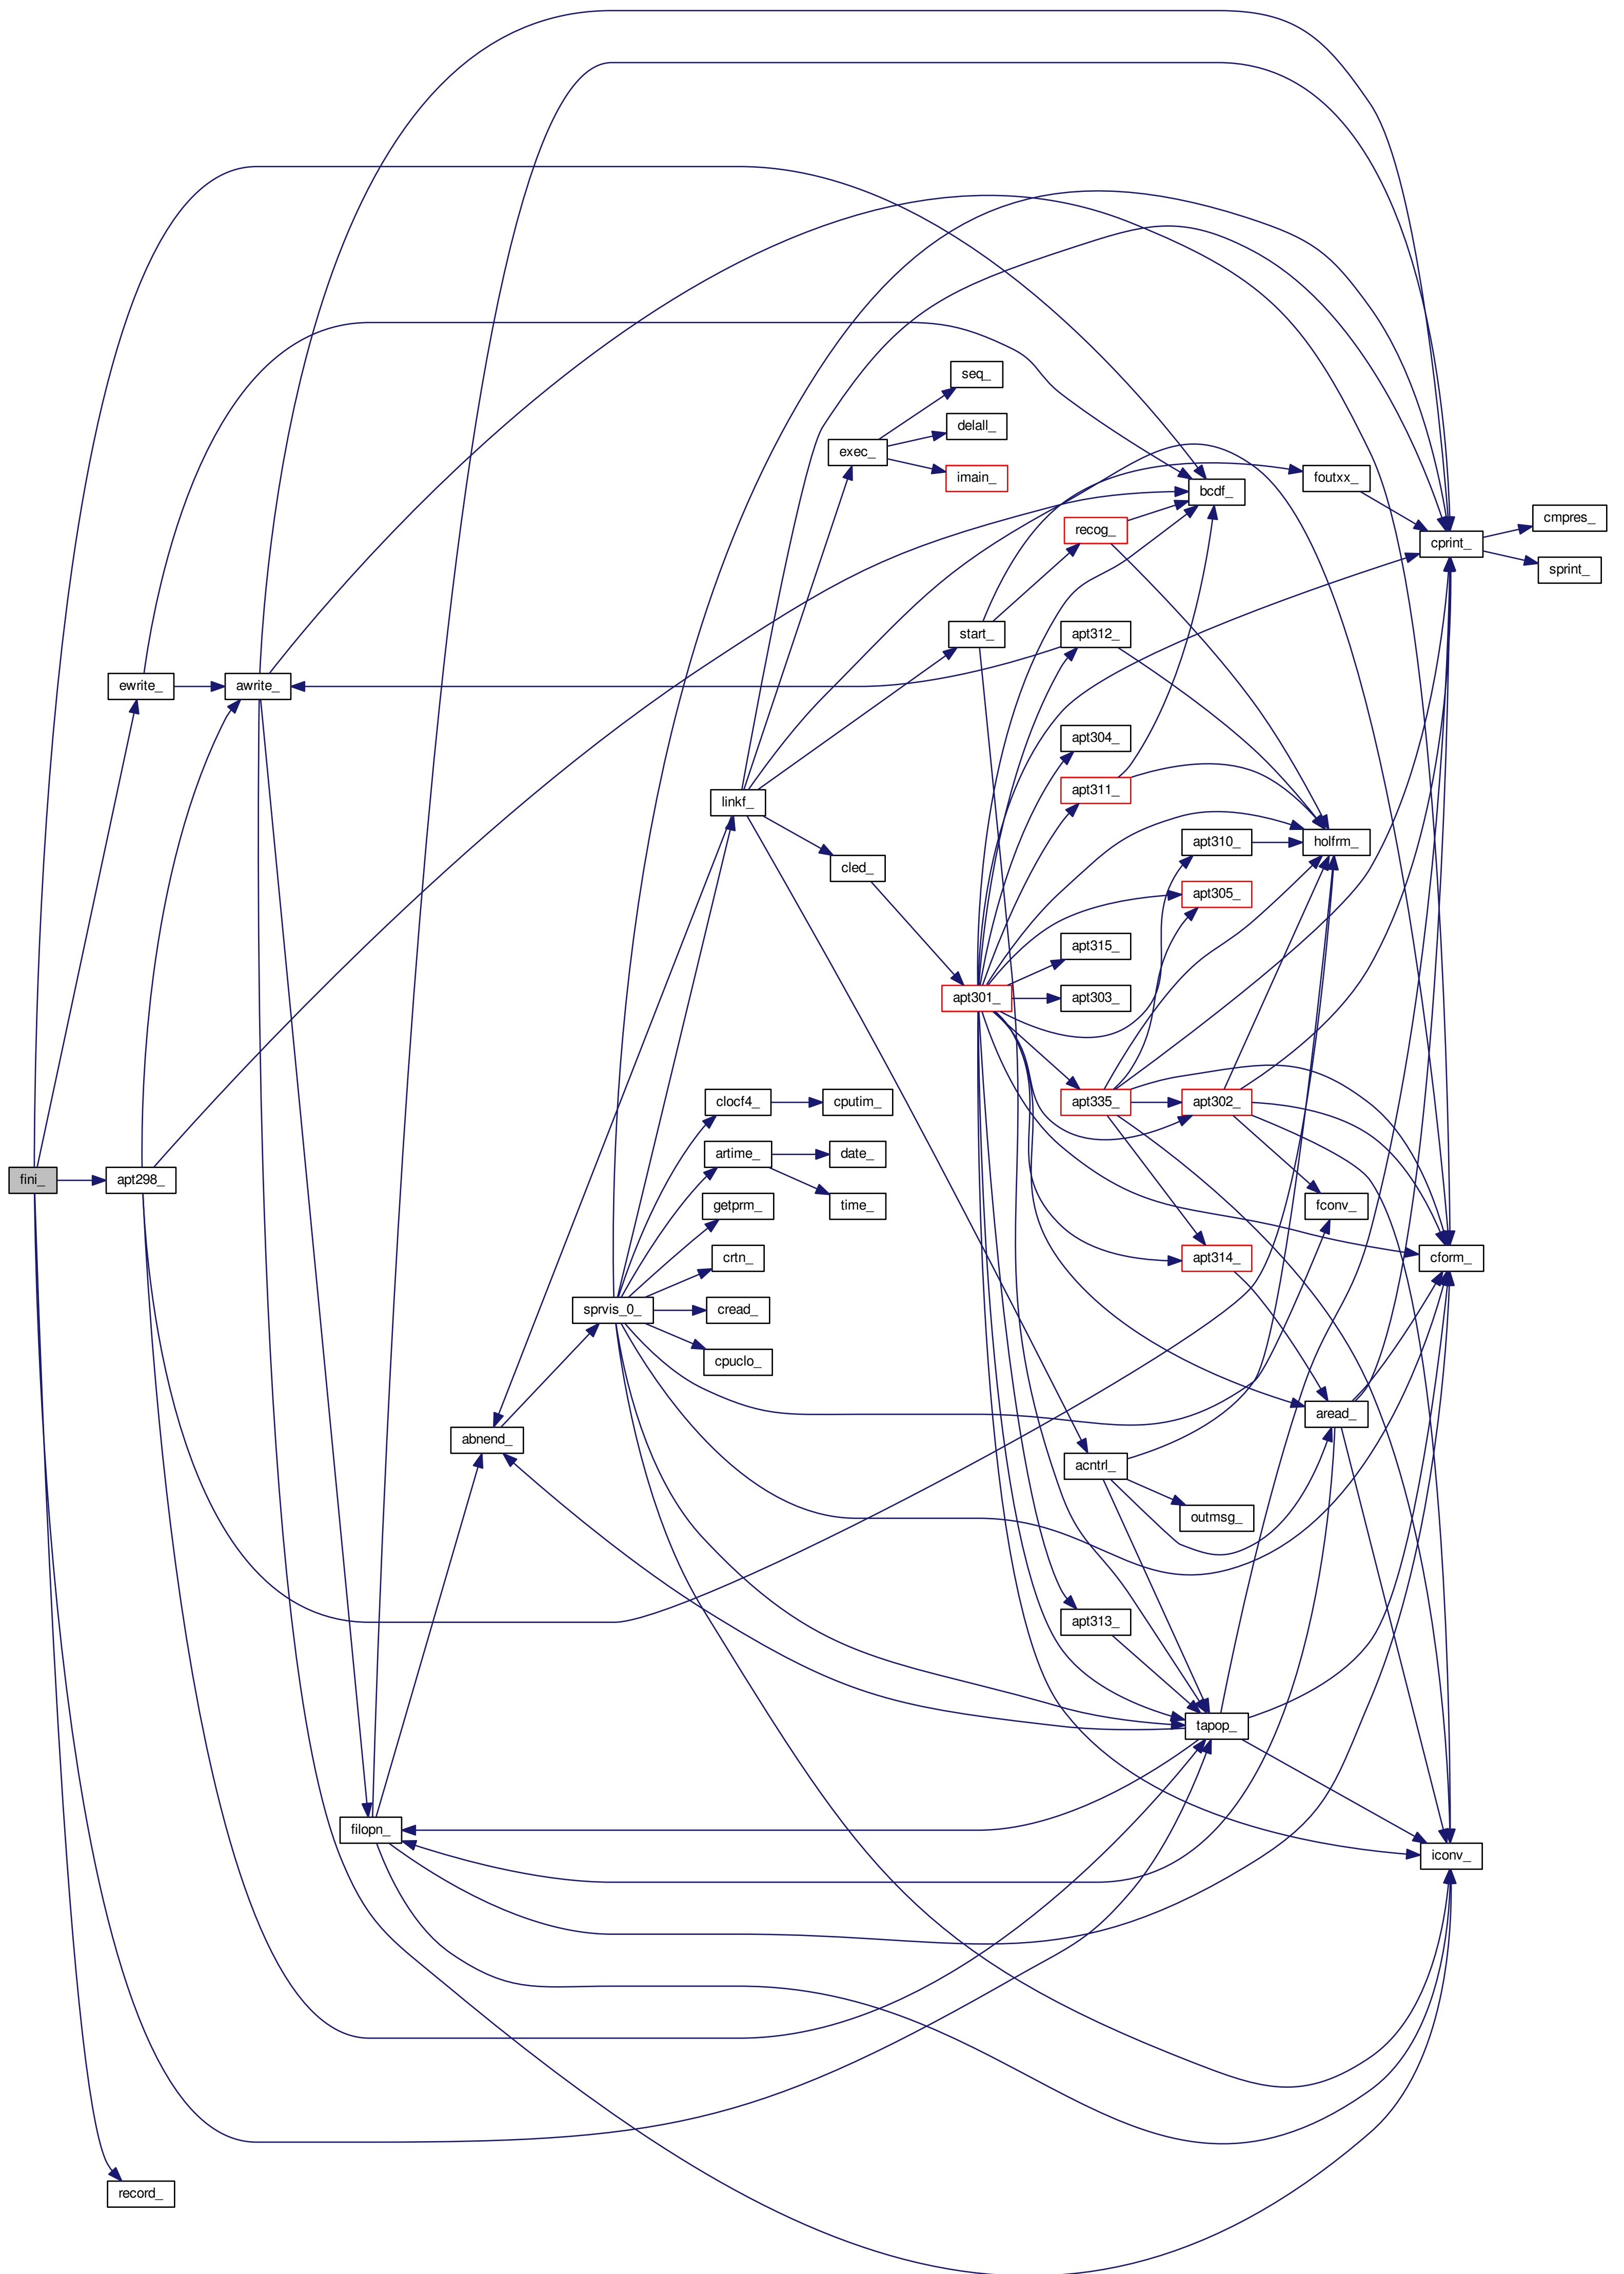 seq_
delall_
exec_
foutxx_
imain_
bcdf_
cmpres_
recog_
cprint_
sprint_
start_
apt312_
ewrite_
awrite_
apt304_
apt311_
linkf_
apt310_
holfrm_
cled_
apt305_
apt315_
apt301_
apt303_
clocf4_
cputim_
apt335_
apt302_
artime_
date_
fini_
apt298_
getprm_
time_
fconv_
crtn_
apt314_
cform_
sprvis_0_
cread_
cpuclo_
aread_
abnend_
acntrl_
outmsg_
apt313_
tapop_
filopn_
iconv_
record_